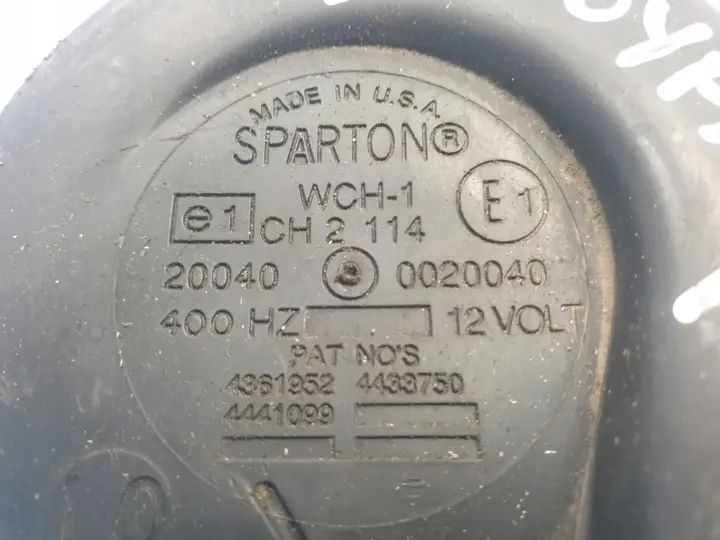 MADE IN U.S.A.
SPARTON®
WCH-1
e1 CH 2 114 E1
20040 0020040
400 HZ 12 VOLT
PAT NO'S
4361952 4433750
4441099